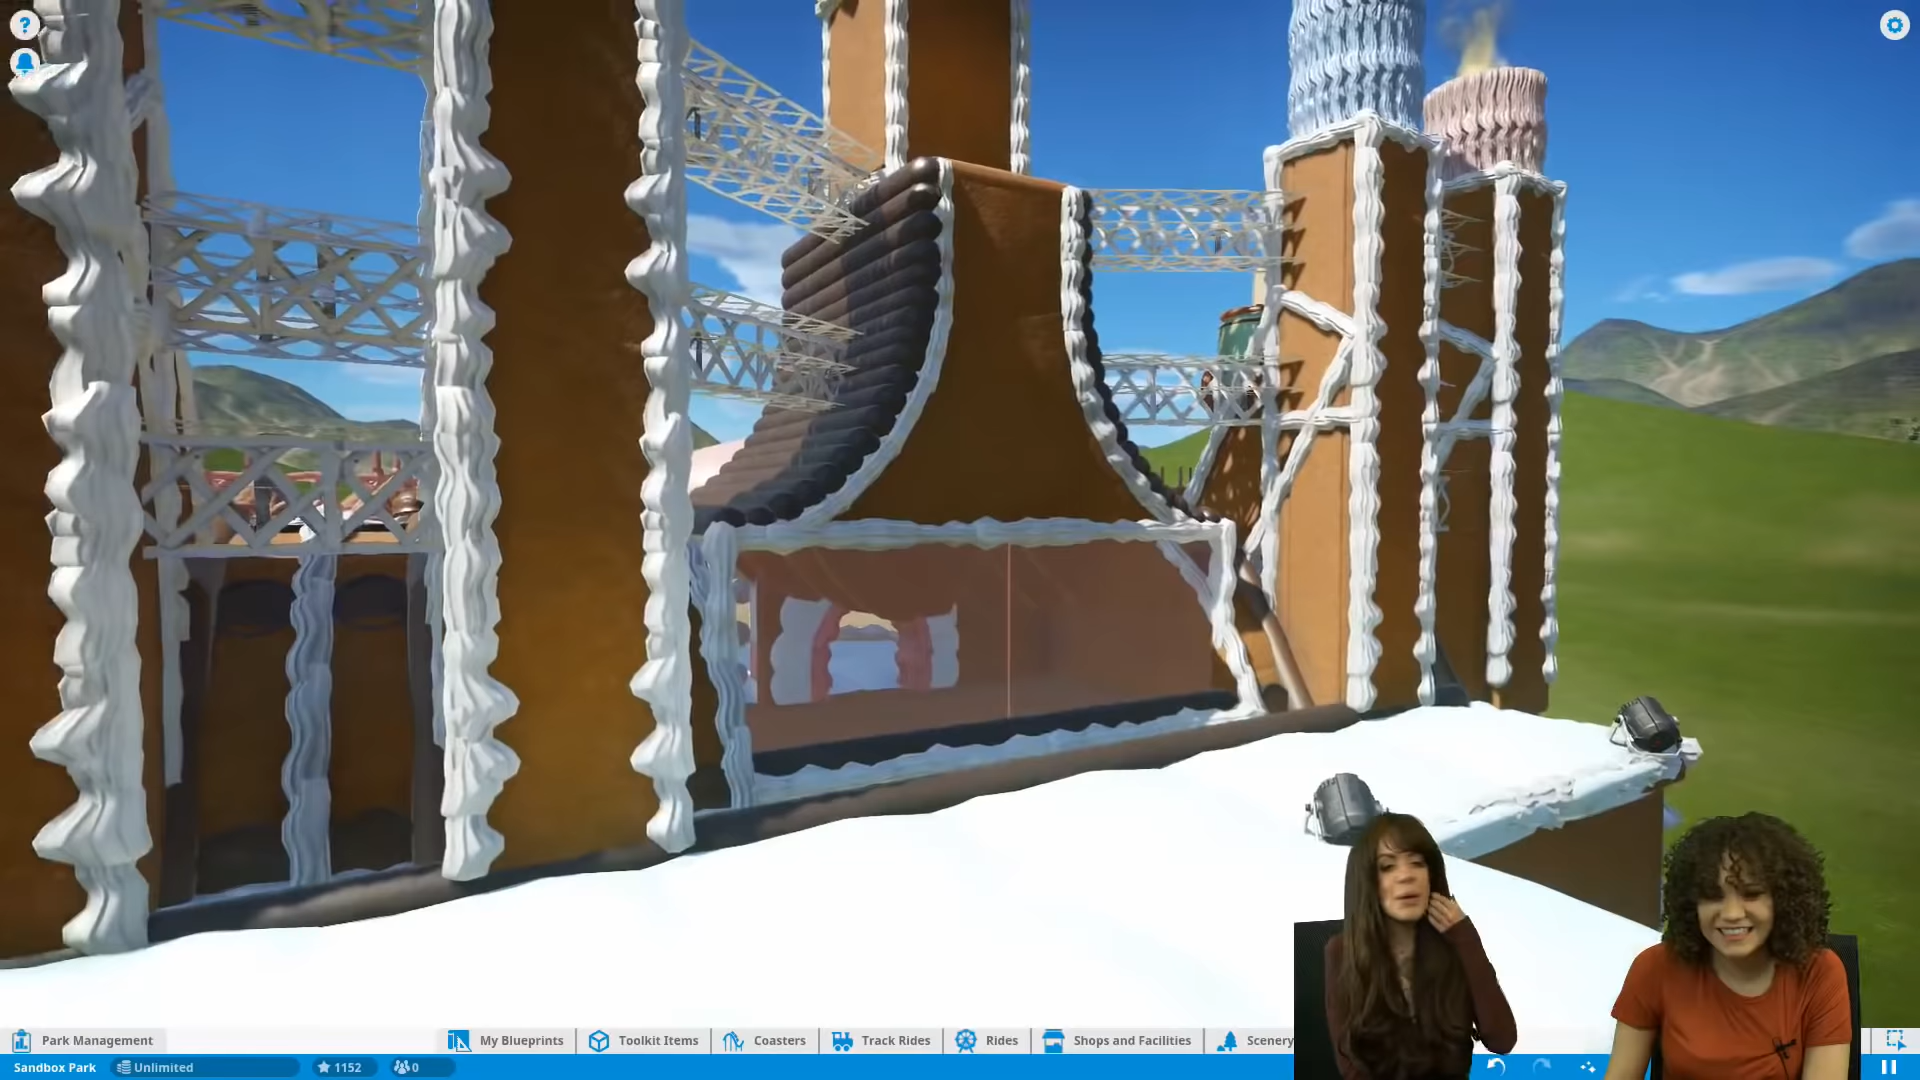 ?
Park Management
My Blueprints
Toolkit Items
Coasters
Track Rides
Rides
Shops and Facilities
Scenery
Sandbox Park
Unlimited
1152
0